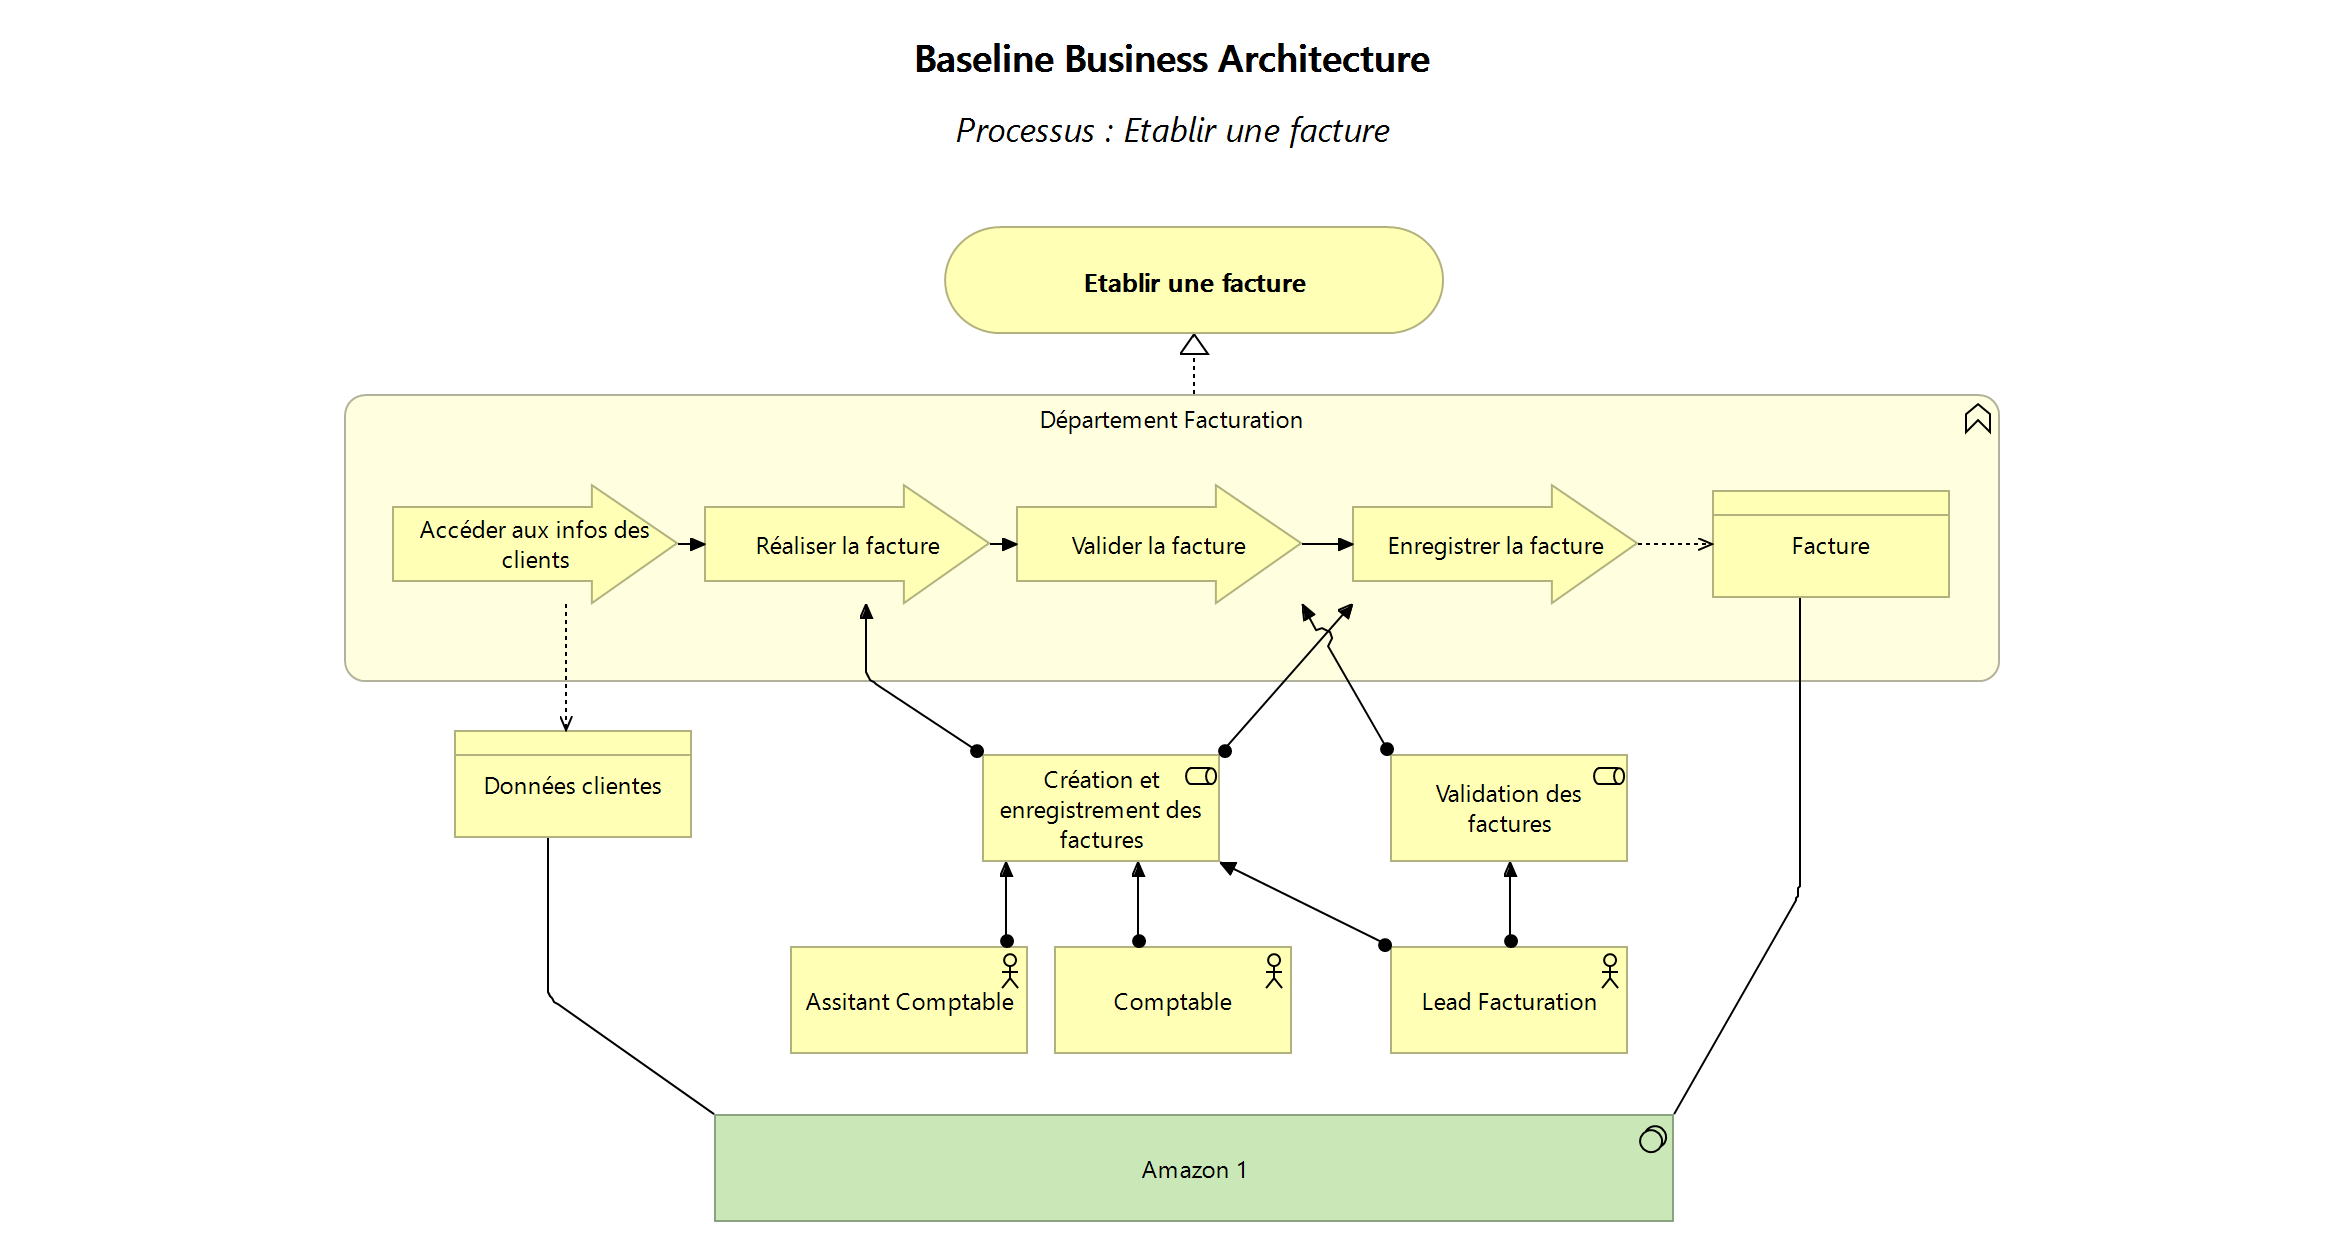 Baseline Business Architecture
Processus : Etablir une facture
Etablir une facture
Département Facturation
Accéder aux infos des
clients
Réaliser la facture
Valider la facture
Enregistrer la facture
Facture
Données clientes
Création et
enregistrement des
factures
Validation des
factures
Assitant Comptable
Comptable
Lead Facturation
Amazon 1